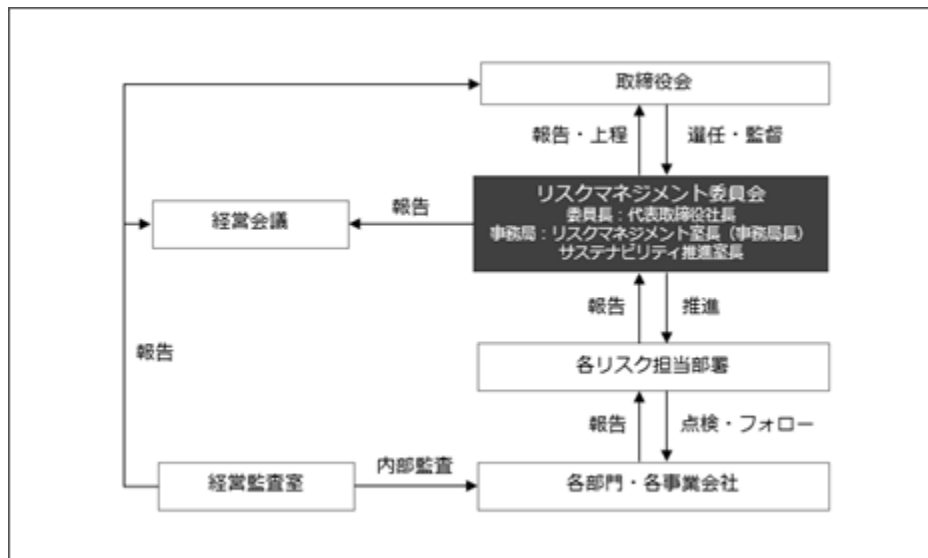 取締役会
報告・上程
選任・監督
リスクマネジメント委員会
委員長：代表取締役社長
事務局：リスクマネジメント室長（事務局長）
サステナビリティ推進室長
報告
経営会議
報告
推進
報告
各リスク担当部署
報告
点検・フォロー
内部監査
経営監査室
各部門・各事業会社